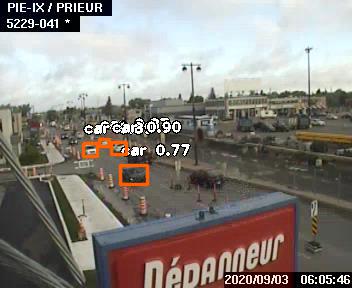 PIE-IX / PRIEUR
5229-041 *
car 0.90
car 0.77
Dépanneur
2020/09/03 06:05:46